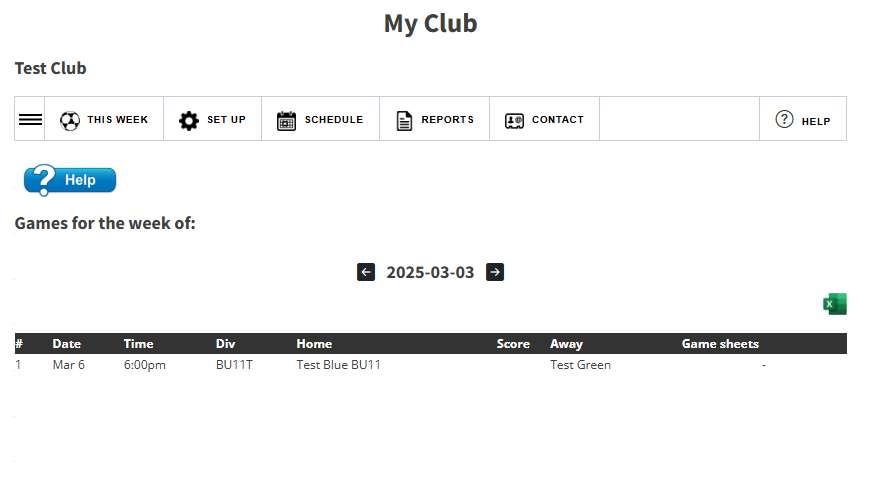 My Club
Test Club
THIS WEEK SET UP SCHEDULE REPORTS CONTACT ? HELP
? Help
Games for the week of:
← 2025-03-03 →
X
# Date Time Div Home Score Away Game sheets
1 Mar 6 6:00pm BU11T Test Blue BU11 Test Green -